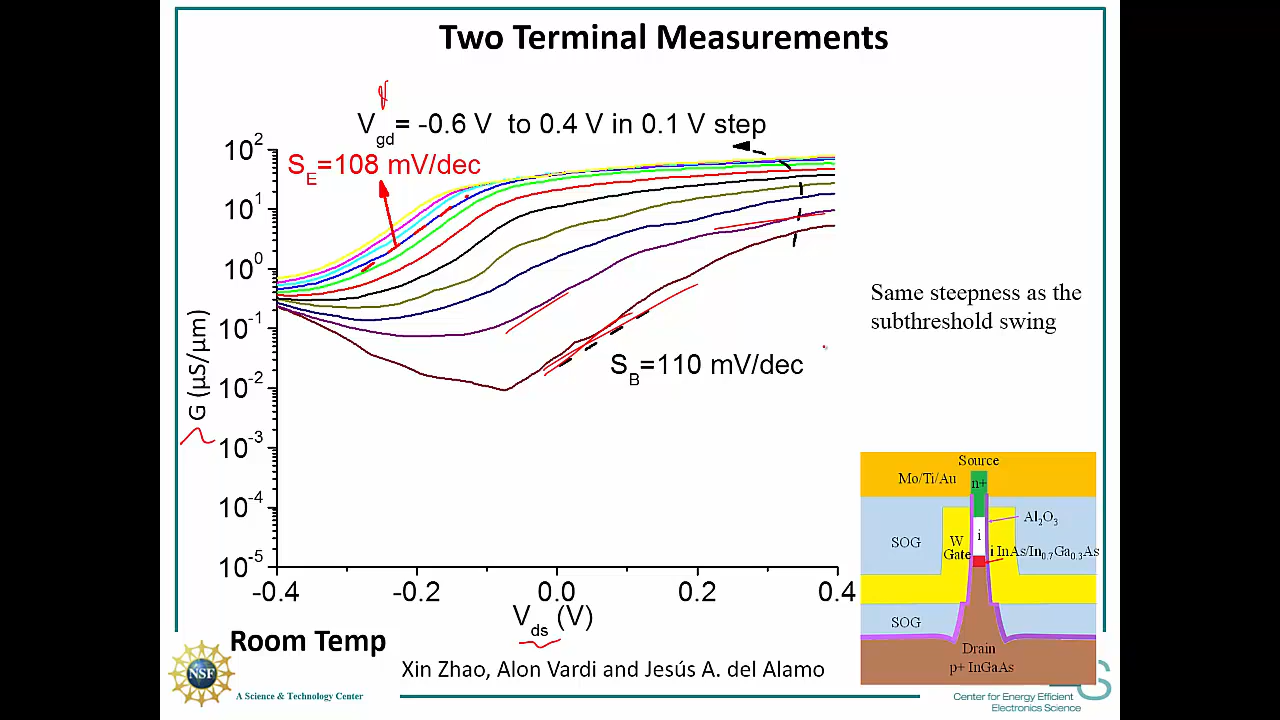 Two Terminal Measurements
V_gd= -0.6 V to 0.4 V in 0.1 V step
S_E=108 mV/dec
10^2
10^1
10^0
10^-1
10^-2
10^-3
10^-4
10^-5
G (µS/µm)
S_B=110 mV/dec
-0.4
-0.2
0.0
0.2
0.4
V_ds (V)
Same steepness as the
subthreshold swing
Source
Mo/Ti/Au
n+
Al₂O₃
SOG
i
W
Gate
i InAs/In₀.₇Ga₀.₃As
SOG
Drain
p+ InGaAs
Room Temp
Xin Zhao, Alon Vardi and Jesús A. del Alamo
NSF
A Science & Technology Center
Center for Energy Efficient
Electronics Science